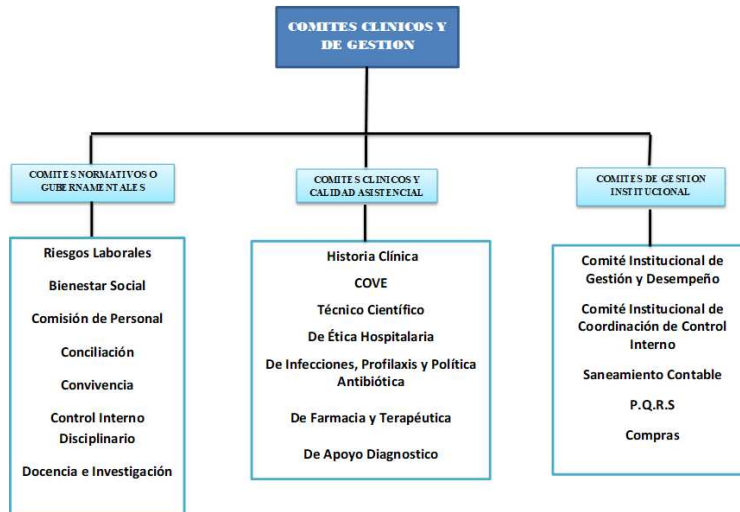 COMITES CLINICOS Y
DE GESTION
COMITES NORMATIVOS O
GUBERNAMENTALES
Riesgos Laborales
Bienestar Social
Comisión de Personal
Conciliación
Convivencia
Control Interno
Disciplinario
Docencia e Investigación
COMITES CLINICOS Y
CALIDAD ASISTENCIAL
Historia Clínica
COVE
Técnico Científico
De Ética Hospitalaria
De Infecciones, Profilaxis y Política
Antibiótica
De Farmacia y Terapéutica
De Apoyo Diagnostico
COMITES DE GESTION
INSTITUCIONAL
Comité Institucional de
Gestión y Desempeño
Comité Institucional de
Coordinación de Control
Interno
Saneamiento Contable
P.Q.R.S
Compras